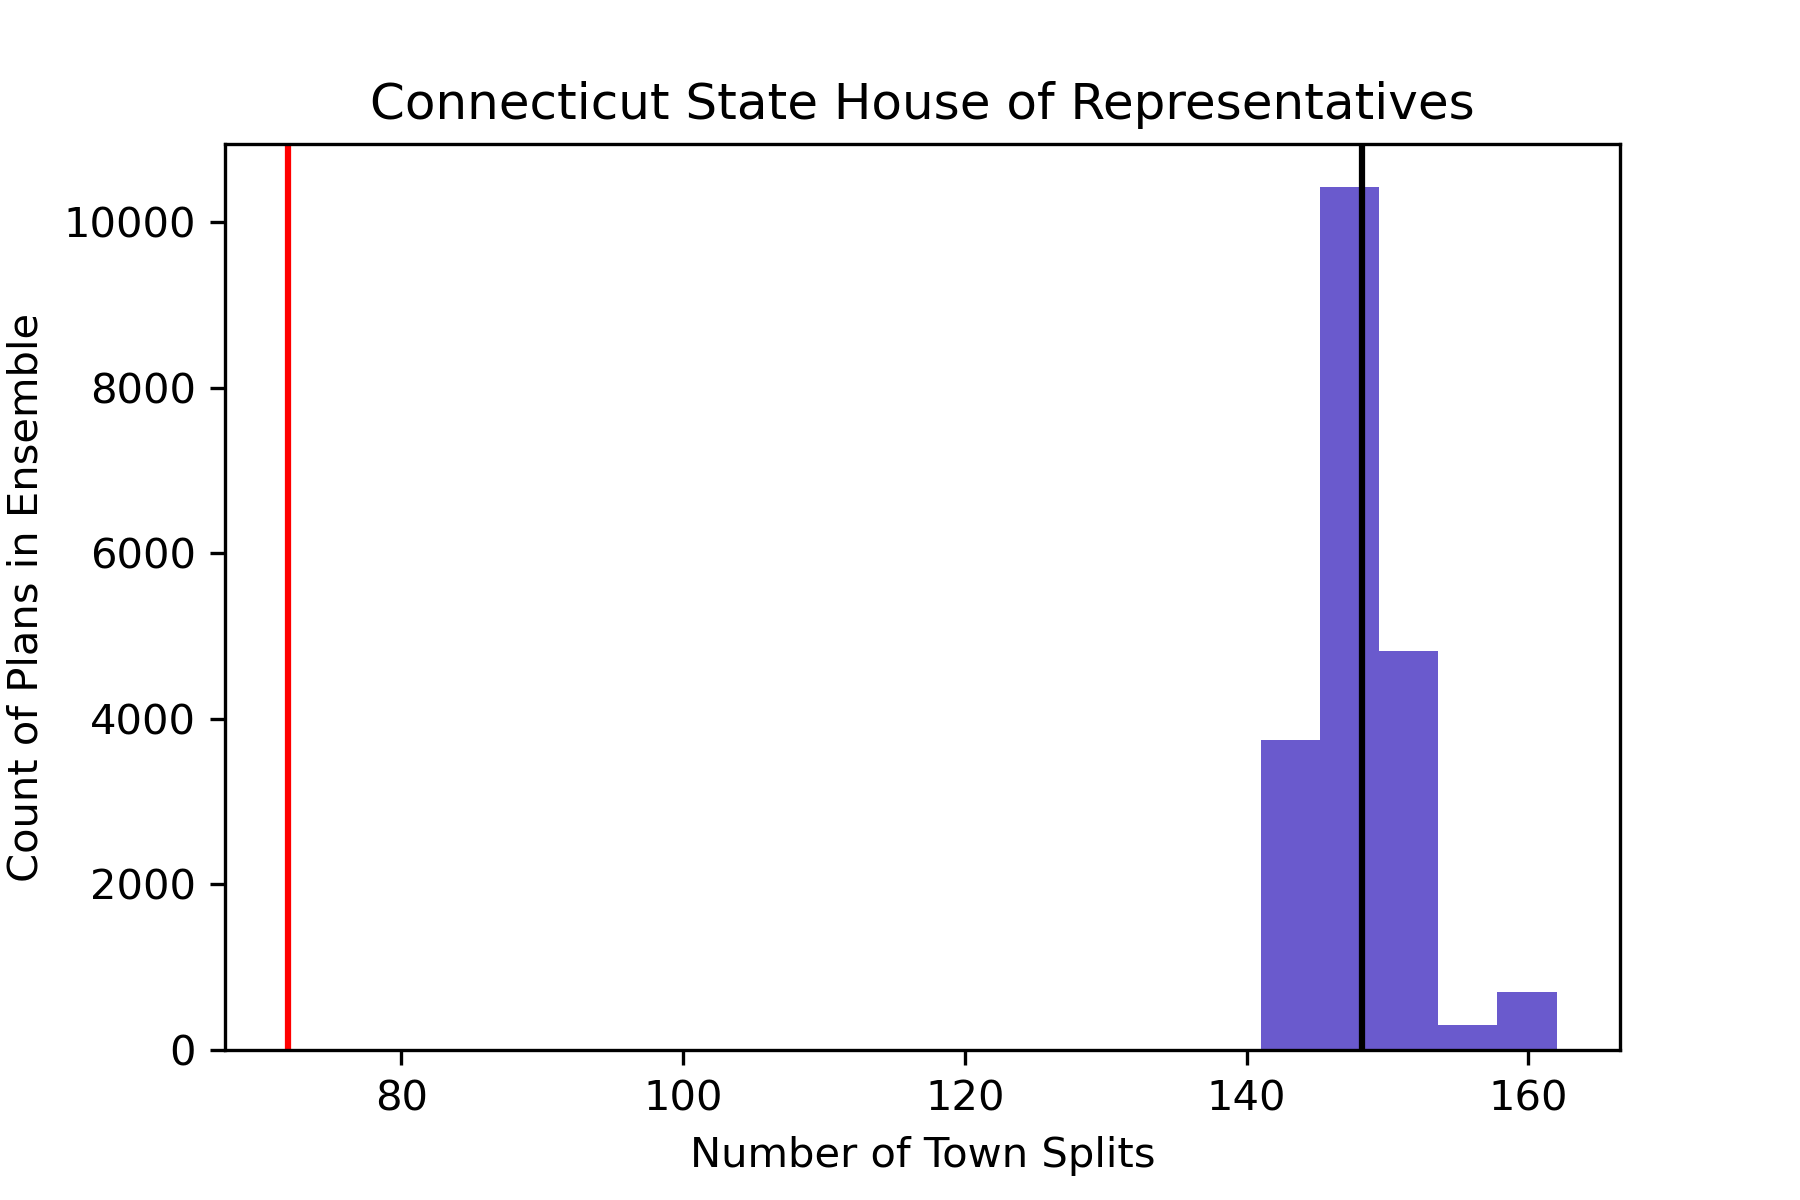 Connecticut State House of Representatives
Count of Plans in Ensemble
10000
8000
6000
4000
2000
0
80 100 120 140 160
Number of Town Splits